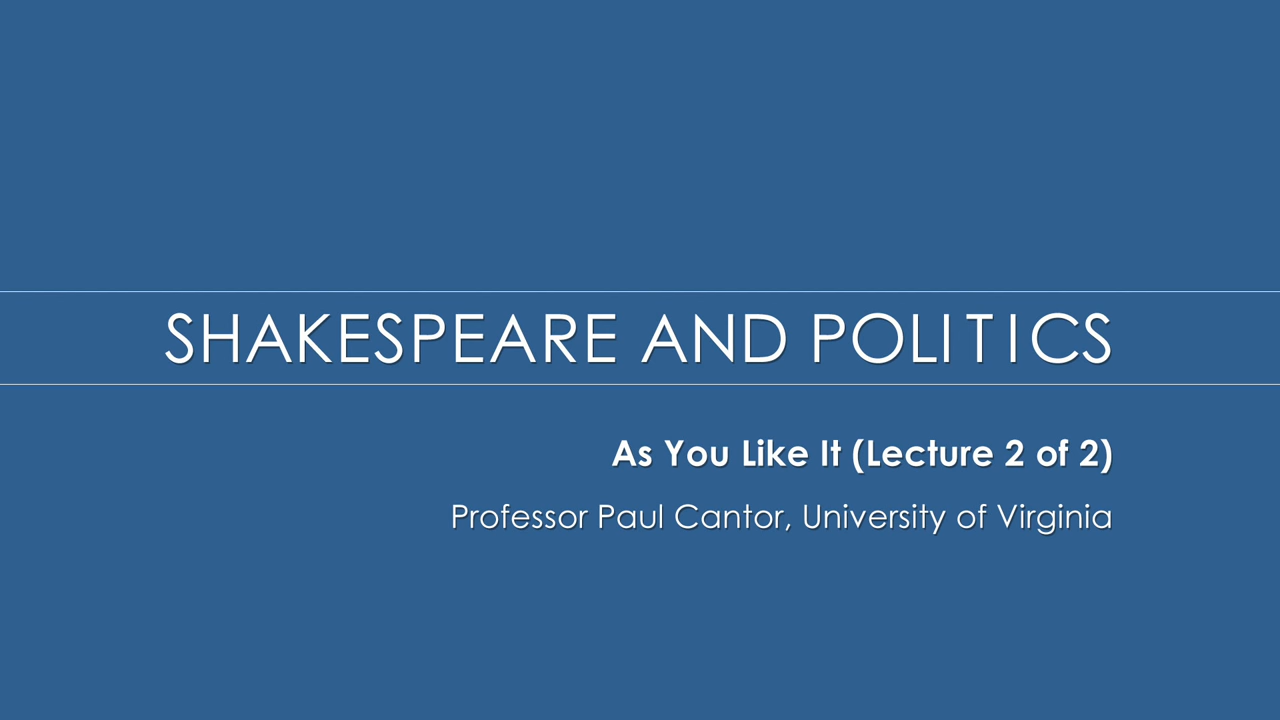 SHAKESPEARE AND POLITICS
As You Like It (Lecture 2 of 2)
Professor Paul Cantor, University of Virginia